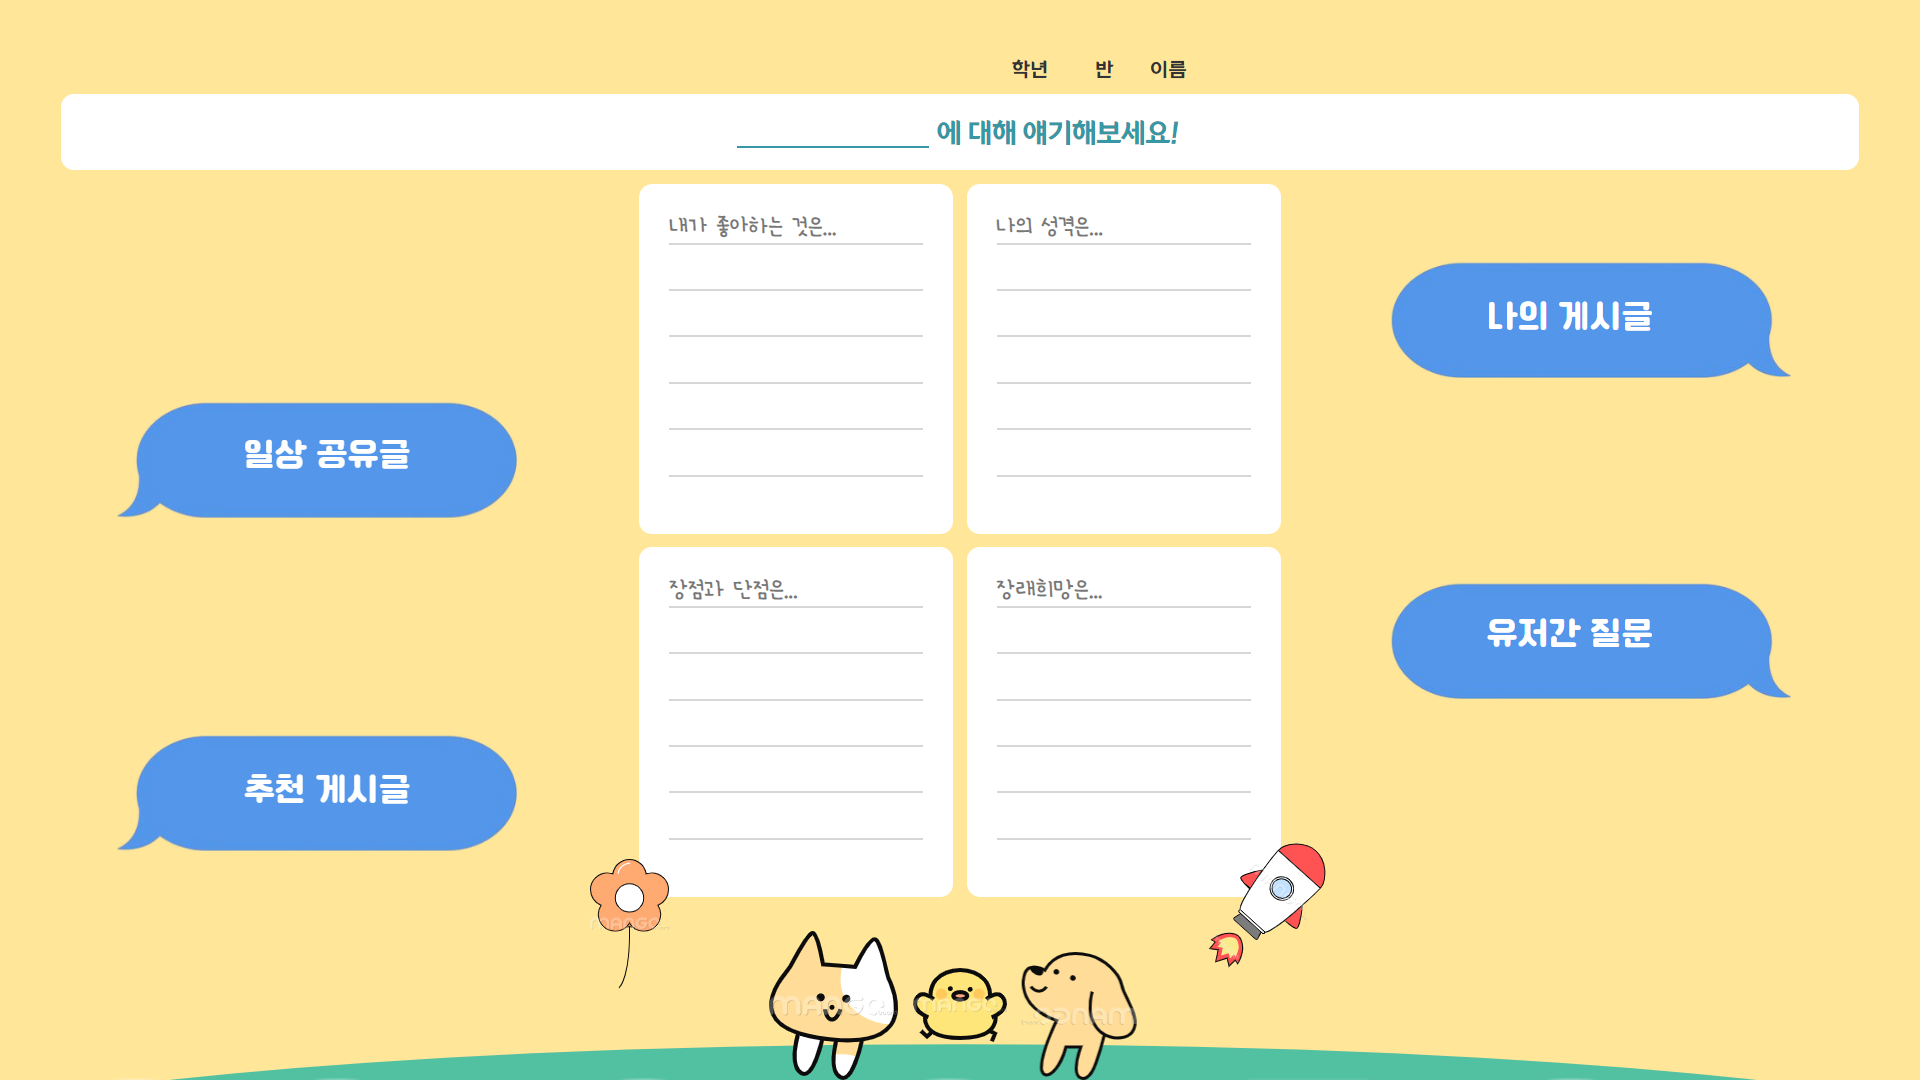 학년 반 이름
에 대해 얘기해보세요!
내가 좋아하는 것은...
나의 성격은...
나의 게시글
일상 공유글
장점과 단점은...
장래희망은...
유저간 질문
추천 게시글